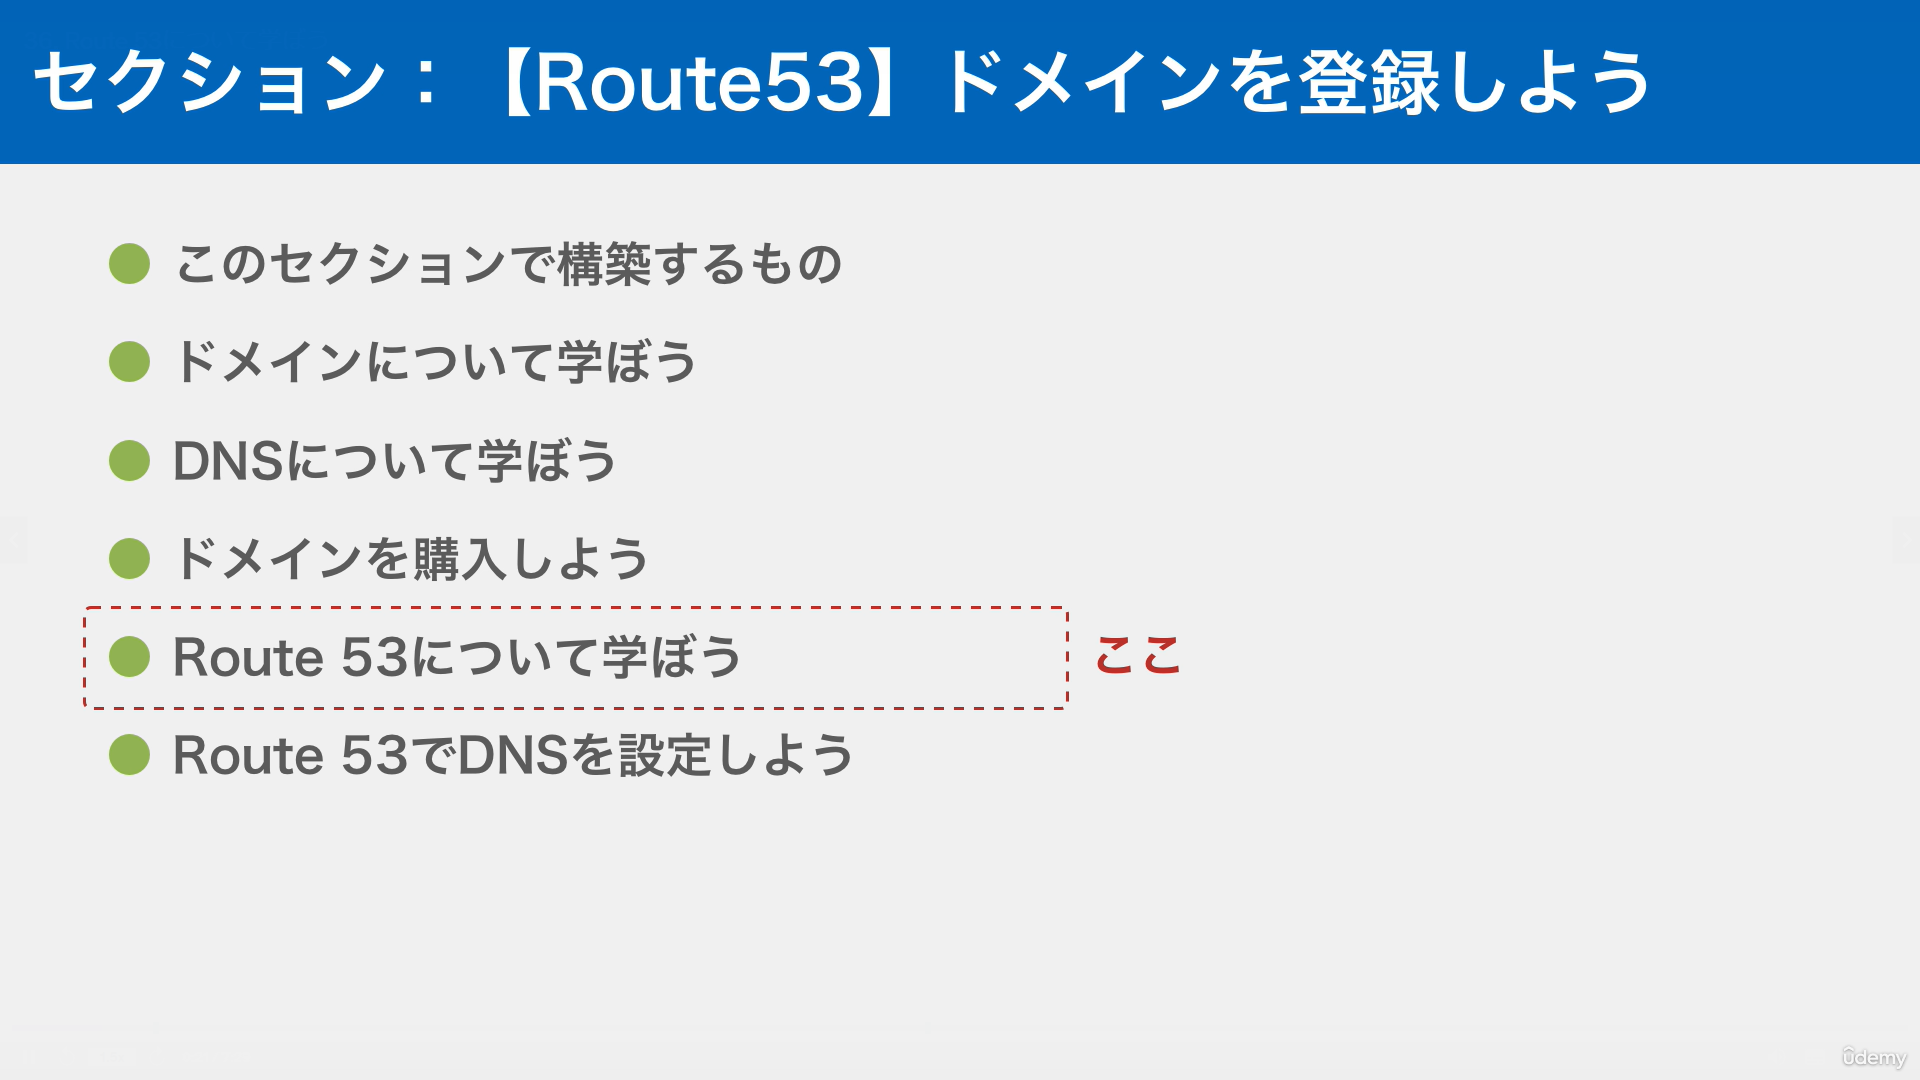 セクション：【Route53】ドメインを登録しよう
このセクションで構築するもの
ドメインについて学ぼう
DNSについて学ぼう
ドメインを購入しよう
Route 53について学ぼう
ここ
Route 53でDNSを設定しよう
ûdemy